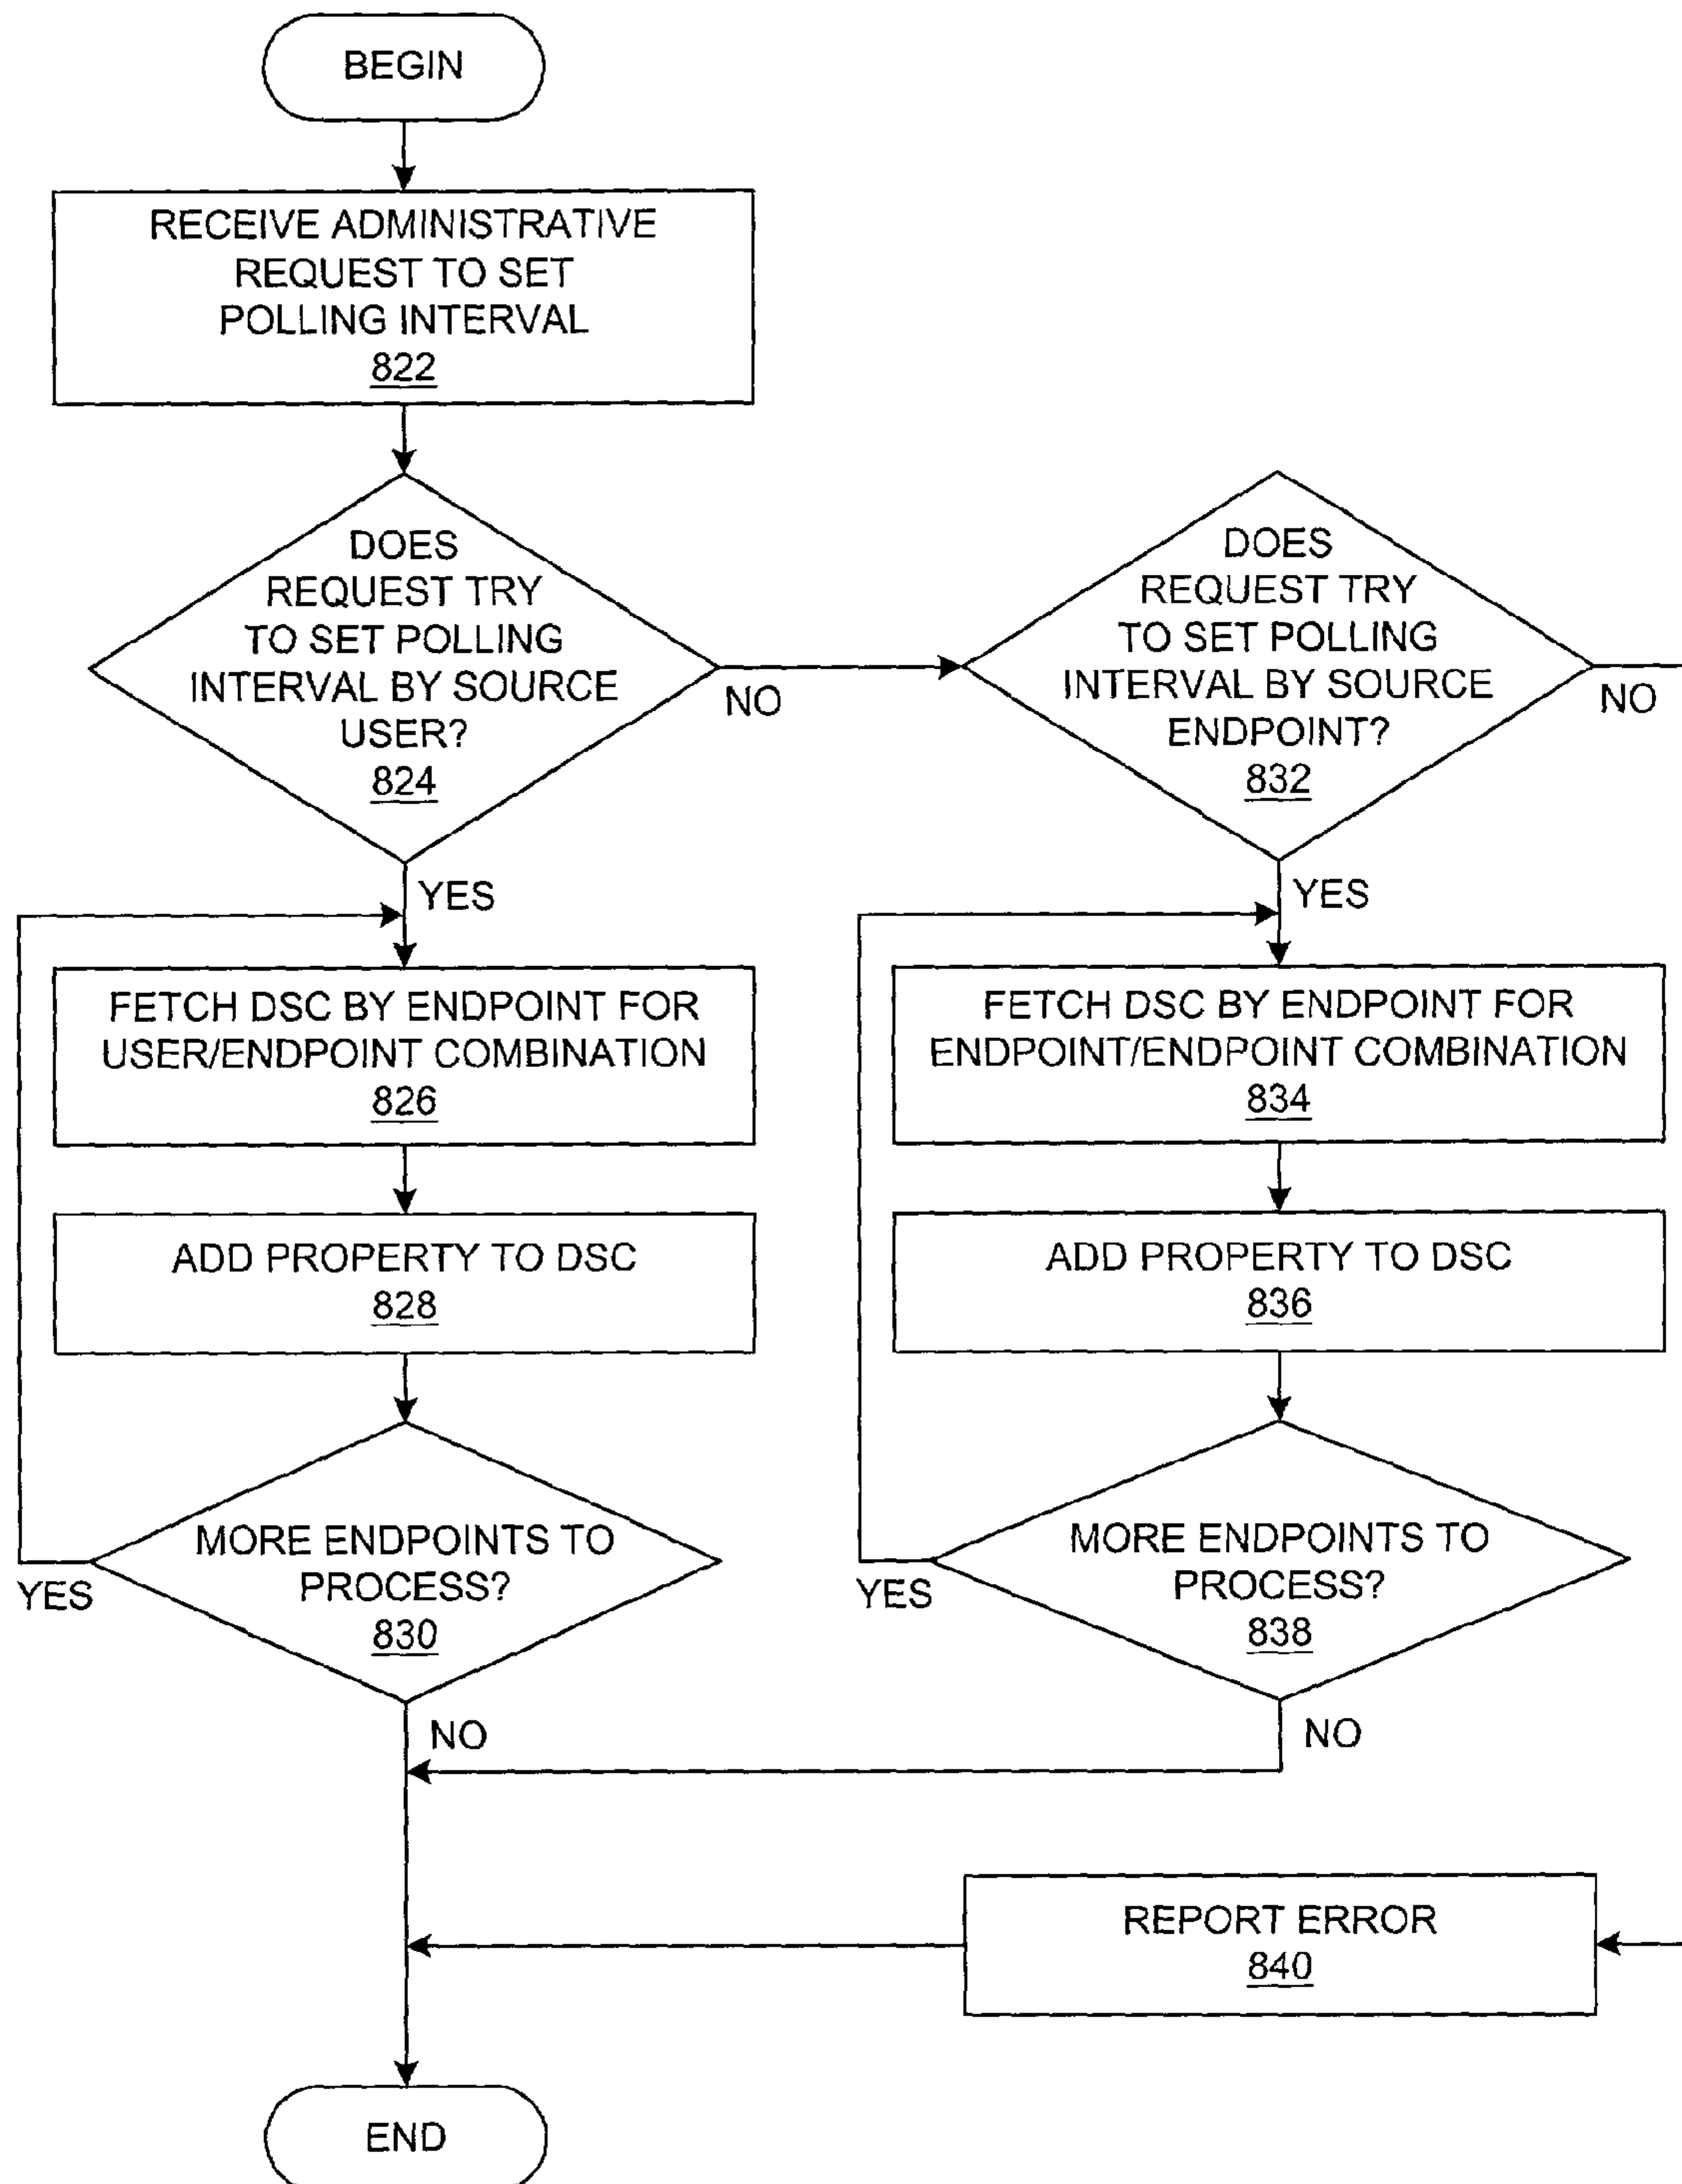 BEGIN
RECEIVE ADMINISTRATIVE
REQUEST TO SET
POLLING INTERVAL
822
DOES
REQUEST TRY
TO SET POLLING
INTERVAL BY SOURCE
USER?
824
NO
YES
DOES
REQUEST TRY
TO SET POLLING
INTERVAL BY SOURCE
ENDPOINT?
832
NO
YES
FETCH DSC BY ENDPOINT FOR
USER/ENDPOINT COMBINATION
826
FETCH DSC BY ENDPOINT FOR
ENDPOINT/ENDPOINT COMBINATION
834
ADD PROPERTY TO DSC
828
ADD PROPERTY TO DSC
836
MORE ENDPOINTS TO
PROCESS?
830
YES
NO
MORE ENDPOINTS TO
PROCESS?
838
YES
NO
REPORT ERROR
840
END